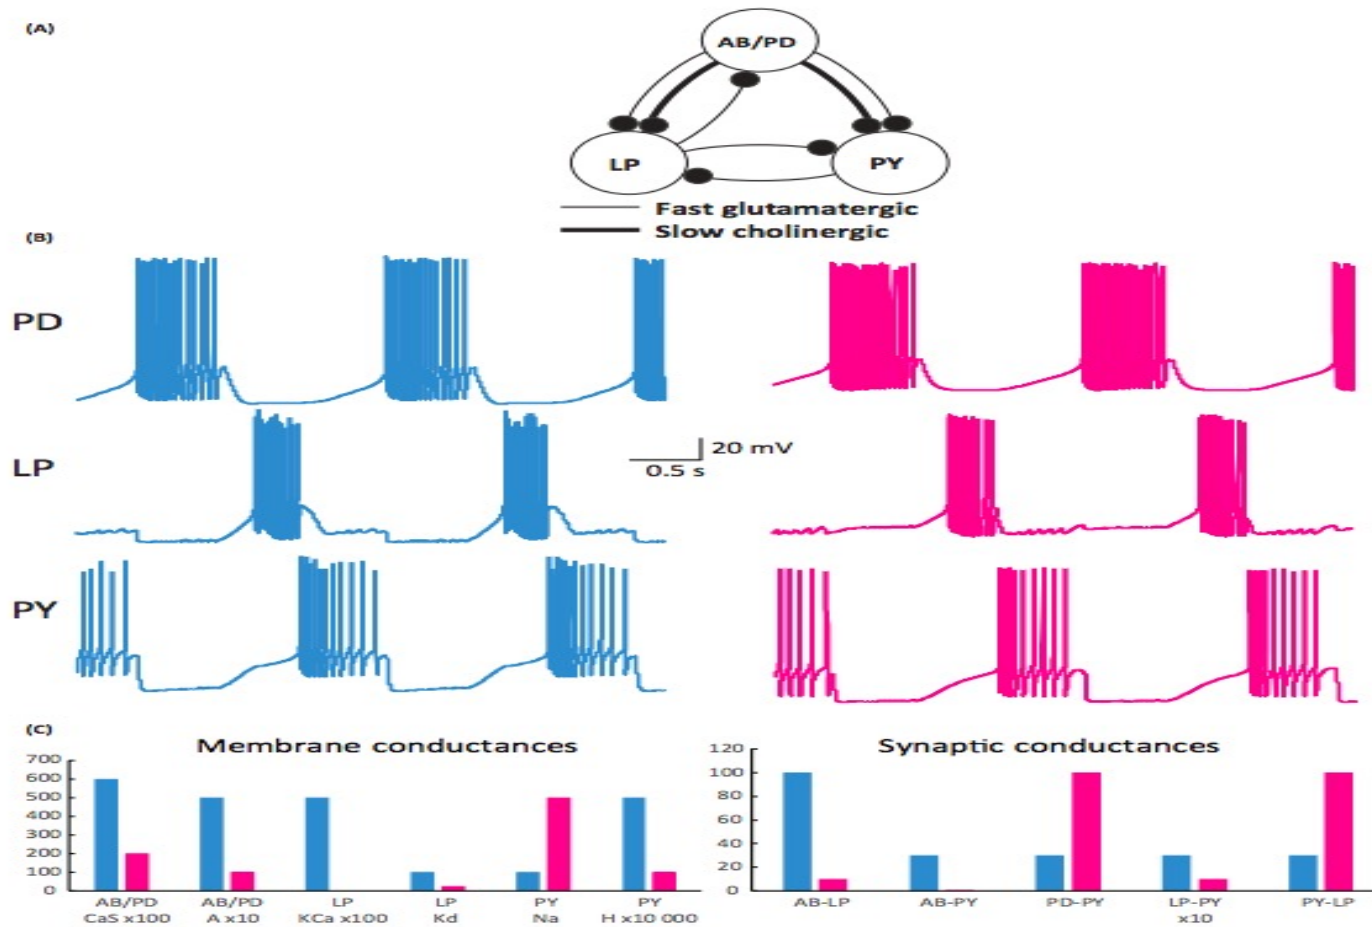 (A)
AB/PD
LP
PY
Fast glutamatergic
Slow cholinergic
(B)
PD
LP
20 mV
0.5 s
PY
(C)
Membrane conductances
Synaptic conductances
700
600
500
400
300
200
100
0
AB/PD AB/PD LP LP PY PY
CaS x100 A x10 KCa x100 Kd Na H x10 000
120
100
80
60
40
20
0
AB-LP AB-PY PD-PY LP-PY PY-LP
x10